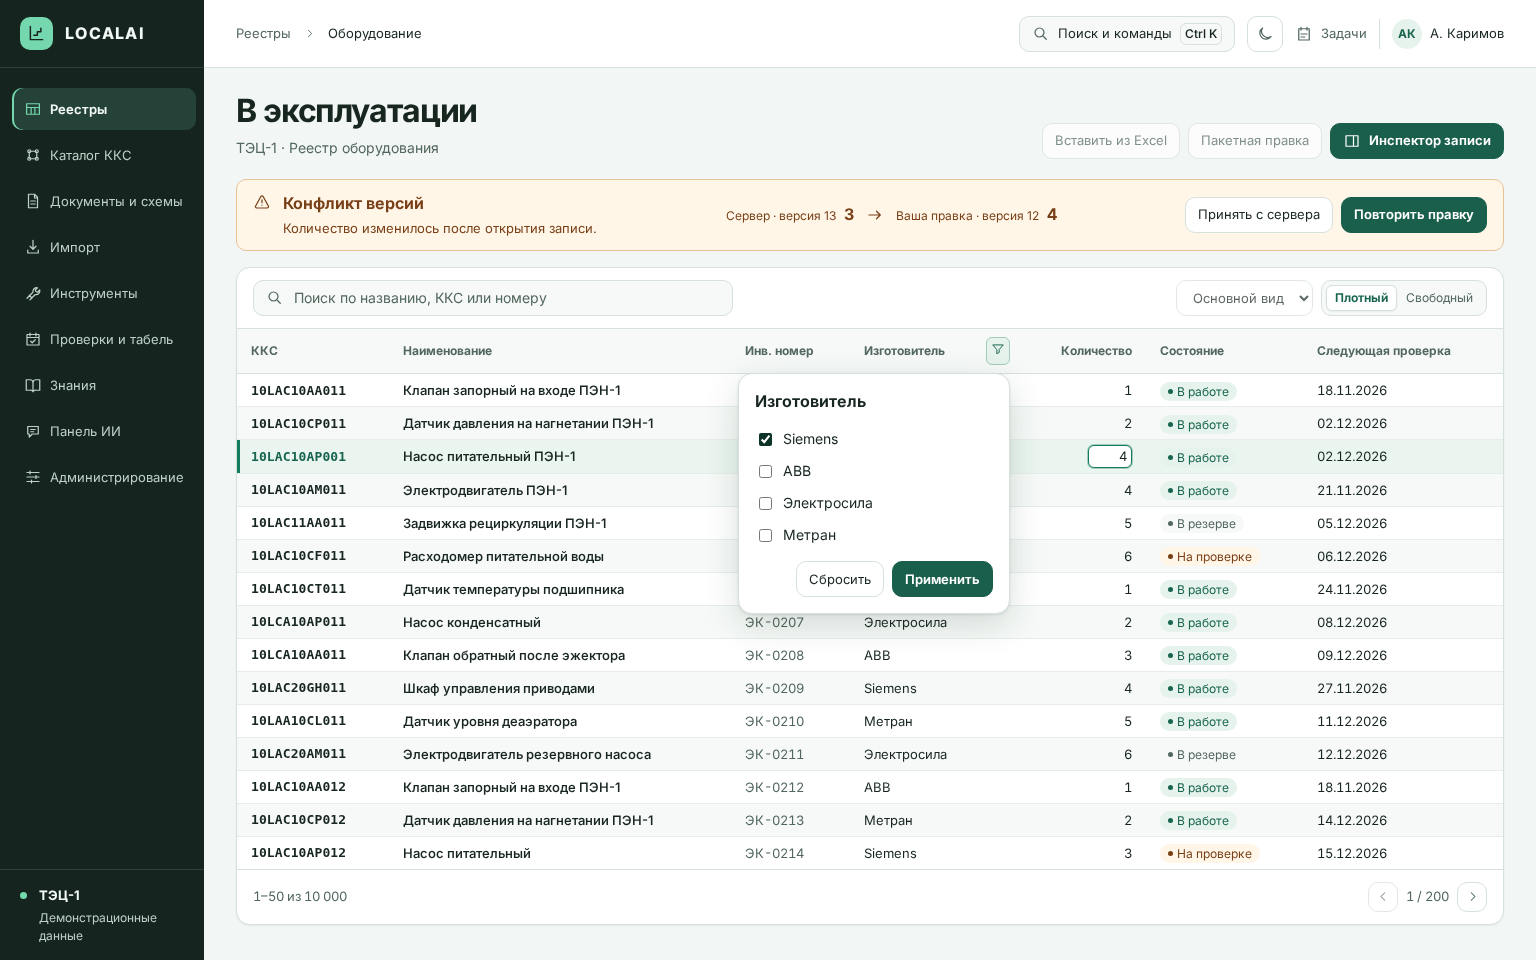 LOCALAI
Реестры
Оборудование
Поиск и команды Ctrl K
Задачи
АК
А. Каримов
Реестры
Каталог ККС
Документы и схемы
Импорт
Инструменты
Проверки и табель
Знания
Панель ИИ
Администрирование
ТЭЦ-1
Демонстрационные
данные
В эксплуатации
ТЭЦ-1 · Реестр оборудования
Вставить из Excel
Пакетная правка
Инспектор записи
Конфликт версий
Количество изменилось после открытия записи.
Сервер · версия 13 3 → Ваша правка · версия 12 4
Принять с сервера
Повторить правку
Поиск по названию, ККС или номеру
Основной вид
Плотный
Свободный
ККС Наименование Инв. номер Изготовитель Количество Состояние Следующая проверка
10LAC10AA011 Клапан запорный на входе ПЭН-1 1 В работе 18.11.2026
10LAC10CP011 Датчик давления на нагнетании ПЭН-1 2 В работе 02.12.2026
10LAC10AP001 Насос питательный ПЭН-1 4 В работе 02.12.2026
10LAC10AM011 Электродвигатель ПЭН-1 4 В работе 21.11.2026
10LAC11AA011 Задвижка рециркуляции ПЭН-1 5 В резерве 05.12.2026
10LAC10CF011 Расходомер питательной воды 6 На проверке 06.12.2026
10LAC10CT011 Датчик температуры подшипника 1 В работе 24.11.2026
10LCA10AP011 Насос конденсатный ЭК-0207 Электросила 2 В работе 08.12.2026
10LCA10AA011 Клапан обратный после эжектора ЭК-0208 ABB 3 В работе 09.12.2026
10LAC20GH011 Шкаф управления приводами ЭК-0209 Siemens 4 В работе 27.11.2026
10LAA10CL011 Датчик уровня деаэратора ЭК-0210 Метран 5 В работе 11.12.2026
10LAC20AM011 Электродвигатель резервного насоса ЭК-0211 Электросила 6 В резерве 12.12.2026
10LAC10AA012 Клапан запорный на входе ПЭН-1 ЭК-0212 ABB 1 В работе 18.11.2026
10LAC10CP012 Датчик давления на нагнетании ПЭН-1 ЭК-0213 Метран 2 В работе 14.12.2026
10LAC10AP012 Насос питательный ЭК-0214 Siemens 3 На проверке 15.12.2026
Изготовитель
Siemens
ABB
Электросила
Метран
Сбросить
Применить
1–50 из 10 000
1 / 200